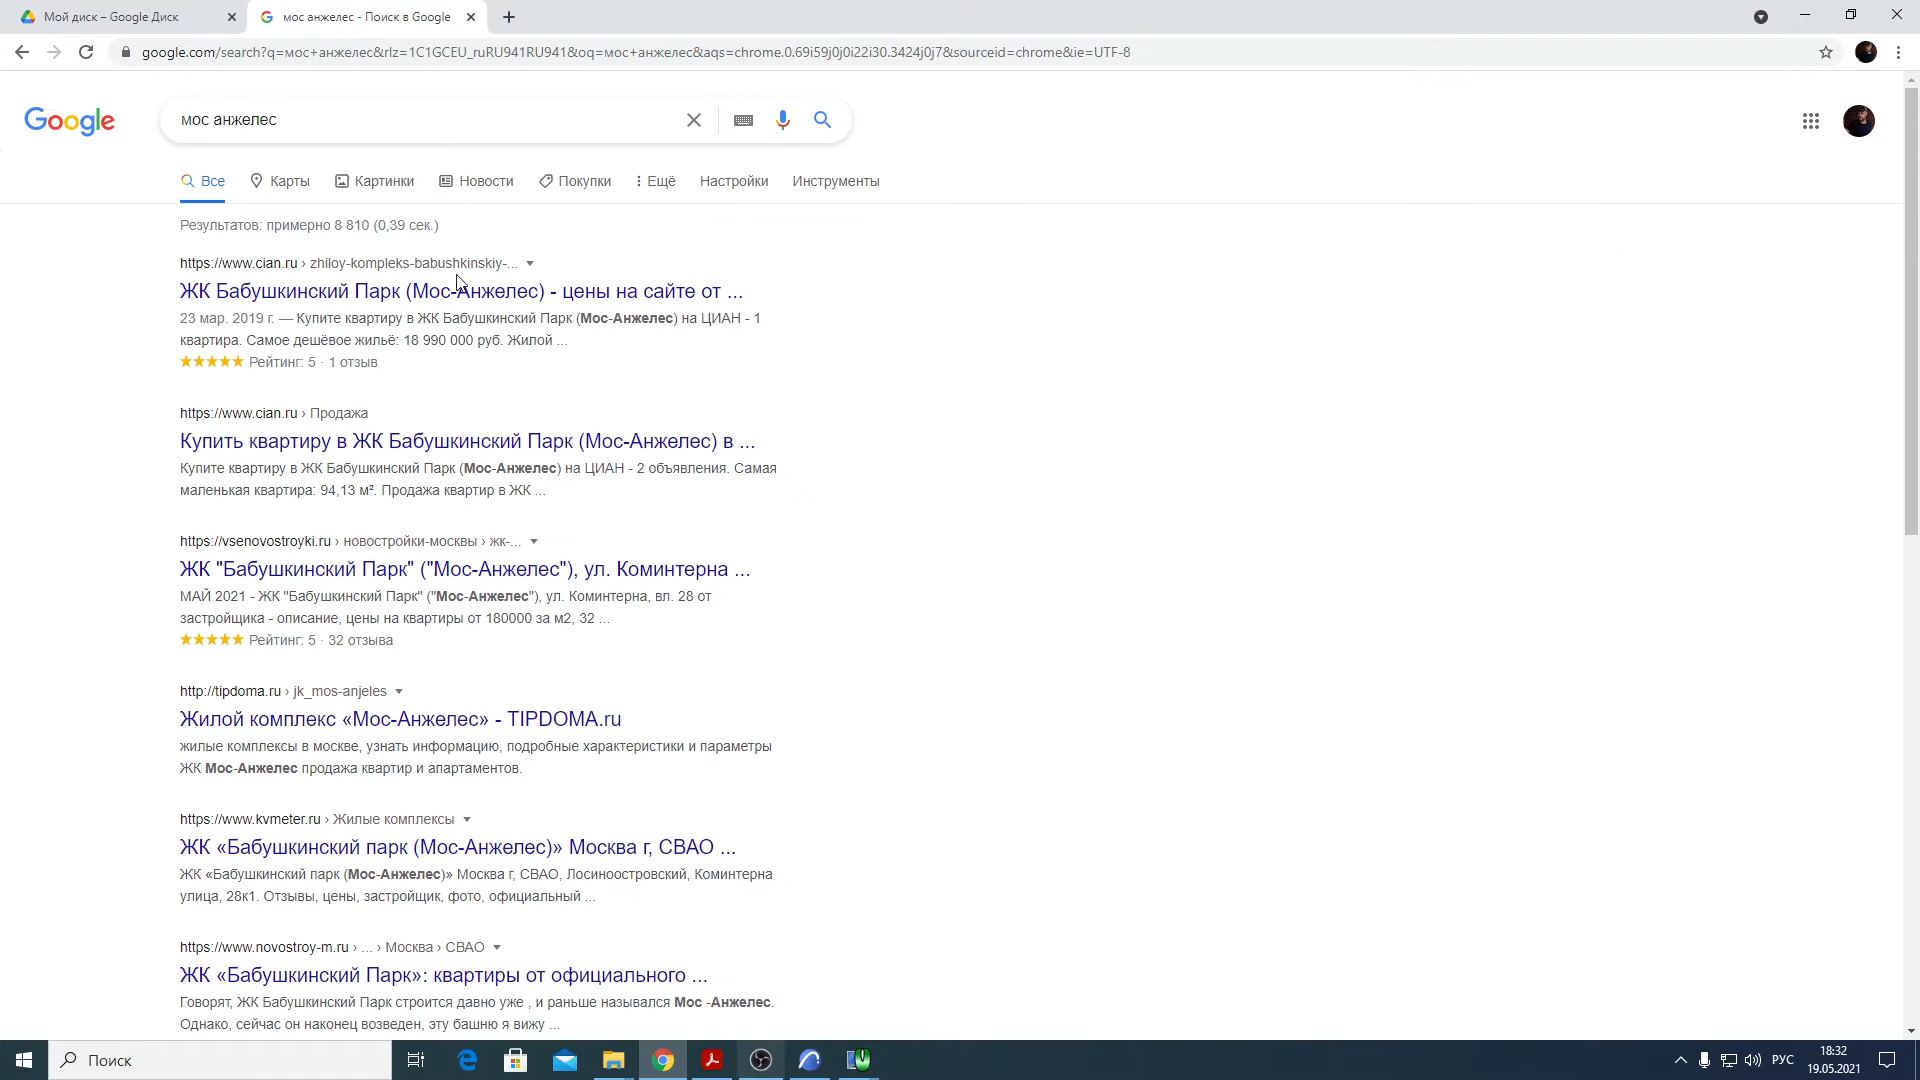 Мой диск – Google Диск
мос анжелес - Поиск в Google
google.com/search?q=мос+анжелес&rlz=1C1GCEU_ruRU941RU941&oq=мос+анжелес&aqs=chrome.0.69i59j0j0i22i30.3424j0j7&sourceid=chrome&ie=UTF-8
Google
мос анжелес
Все Карты Картинки Новости Покупки Ещё Настройки Инструменты
Результатов: примерно 8 810 (0,39 сек.)
https://www.cian.ru › zhiloy-kompleks-babushkinskiy-...
ЖК Бабушкинский Парк (Мос-Анжелес) - цены на сайте от ...
23 мар. 2019 г. — Купите квартиру в ЖК Бабушкинский Парк (Мос-Анжелес) на ЦИАН - 1
квартира. Самое дешёвое жильё: 18 990 000 руб. Жилой ...
Рейтинг: 5 · 1 отзыв
https://www.cian.ru › Продажа
Купить квартиру в ЖК Бабушкинский Парк (Мос-Анжелес) в ...
Купите квартиру в ЖК Бабушкинский Парк (Мос-Анжелес) на ЦИАН - 2 объявления. Самая
маленькая квартира: 94,13 м². Продажа квартир в ЖК ...
https://vsenovostroyki.ru › новостройки-москвы › жк-...
ЖК "Бабушкинский Парк" ("Мос-Анжелес"), ул. Коминтерна ...
МАЙ 2021 - ЖК "Бабушкинский Парк" ("Мос-Анжелес"), ул. Коминтерна, вл. 28 от
застройщика - описание, цены на квартиры от 180000 за м2, 32 ...
Рейтинг: 5 · 32 отзыва
http://tipdoma.ru › jk_mos-anjeles
Жилой комплекс «Мос-Анжелес» - TIPDOMA.ru
жилые комплексы в москве, узнать информацию, подробные характеристики и параметры
ЖК Мос-Анжелес продажа квартир и апартаментов.
https://www.kvmeter.ru › Жилые комплексы
ЖК «Бабушкинский парк (Мос-Анжелес)» Москва г, СВАО ...
ЖК «Бабушкинский парк (Мос-Анжелес)» Москва г, СВАО, Лосиноостровский, Коминтерна
улица, 28к1. Отзывы, цены, застройщик, фото, официальный ...
https://www.novostroy-m.ru › ... › Москва › СВАО
ЖК «Бабушкинский Парк»: квартиры от официального ...
Говорят, ЖК Бабушкинский Парк строится давно уже , и раньше назывался Мос -Анжелес.
Однако, сейчас он наконец возведен, эту башню я вижу ...
Поиск
РУС
18:32
19.05.2021